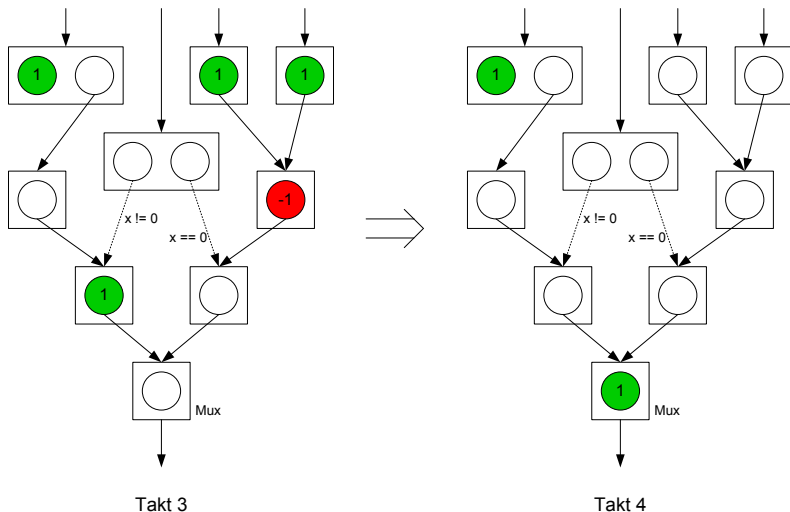 1
1
1
1
-1
x != 0
x == 0
x != 0
x == 0
1
Mux
1
Mux
Takt 3
Takt 4